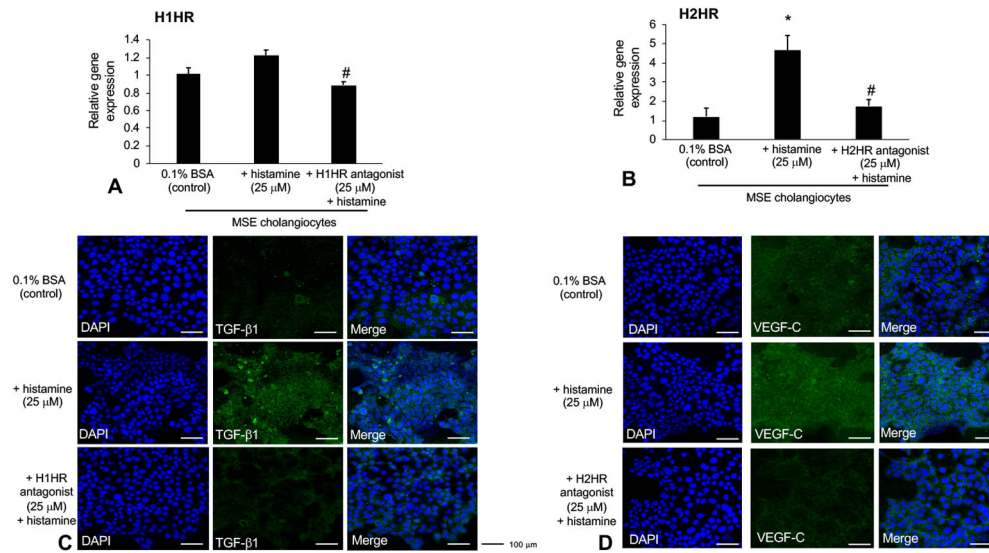 H1HR
Relative gene
expression
1.4
1.2
1
0.8
0.6
0.4
0.2
0
#
0.1% BSA
(control)
+ histamine
(25 μM)
+ H1HR antagonist
(25 μM)
+ histamine
A
MSE cholangiocytes
H2HR
Relative gene
expression
6
5
4
3
2
1
0
*
#
0.1% BSA
(control)
+ histamine
(25 μM)
+ H2HR antagonist
(25 μM)
+ histamine
B
MSE cholangiocytes
0.1% BSA
(control)
DAPI
TGF-β1
Merge
+ histamine
(25 μM)
DAPI
TGF-β1
Merge
+ H1HR
antagonist
(25 μM)
+ histamine
DAPI
TGF-β1
Merge
C
100 μm
0.1% BSA
(control)
DAPI
VEGF-C
Merge
+ histamine
(25 μM)
DAPI
VEGF-C
Merge
+ H2HR
antagonist
(25 μM)
+ histamine
DAPI
VEGF-C
Merge
D